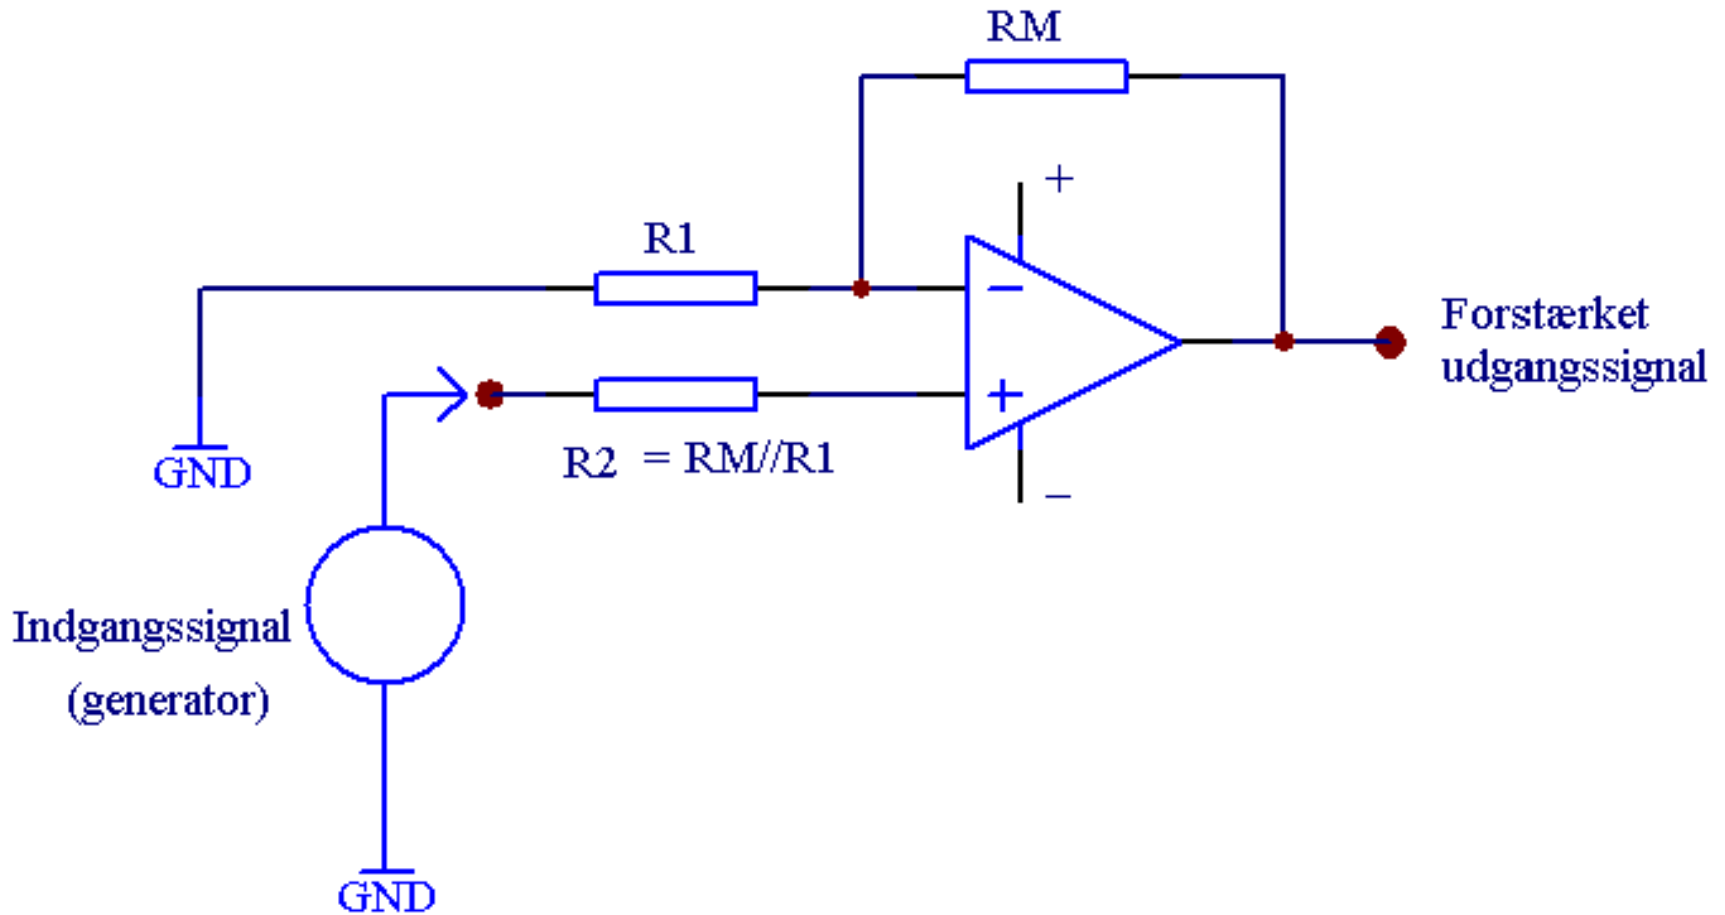 RM
+
R1
−
Forstærket
udgangssignal
+
R2 = RM//R1
GND
−
Indgangssignal
(generator)
GND